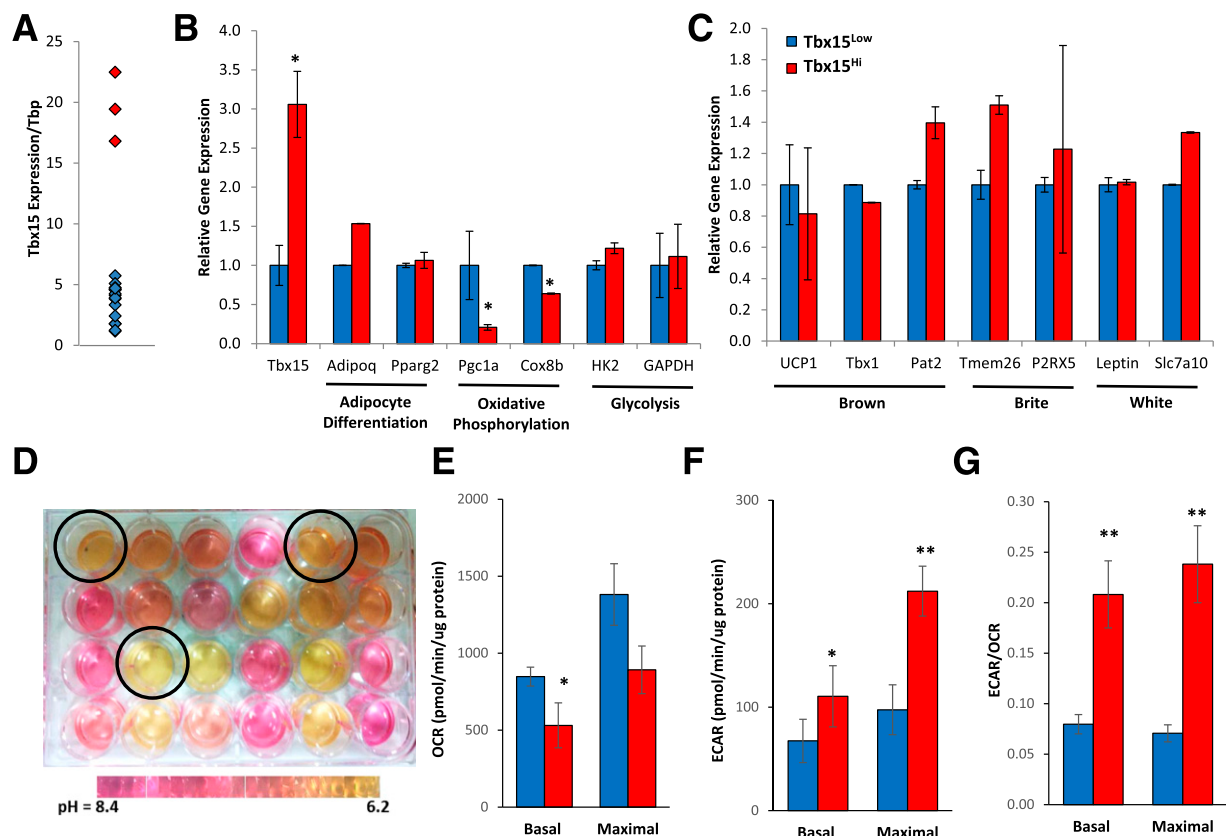 A
Tbx15 Expression/Tbp
25
20
15
10
5
0
B
Relative Gene Expression
4.0
3.5
3.0
2.5
2.0
1.5
1.0
0.5
0.0
*
*
*
Tbx15 Adipoq Pparg2 Pgc1a Cox8b HK2 GAPDH
Adipocyte Differentiation
Oxidative Phosphorylation
Glycolysis
C
Relative Gene Expression
2.0
1.8
1.6
1.4
1.2
1.0
0.8
0.6
0.4
0.2
0.0
Tbx15Low
Tbx15Hi
UCP1 Tbx1 Pat2 Tmem26 P2RX5 Leptin Slc7a10
Brown Brite White
D
pH = 8.4 6.2
E
OCR (pmol/min/ug protein)
2000
1500
1000
500
0
*
Basal Maximal
F
ECAR (pmol/min/ug protein)
300
200
100
0
*
**
Basal Maximal
G
ECAR/OCR
0.30
0.25
0.20
0.15
0.10
0.05
0.00
**
**
Basal Maximal